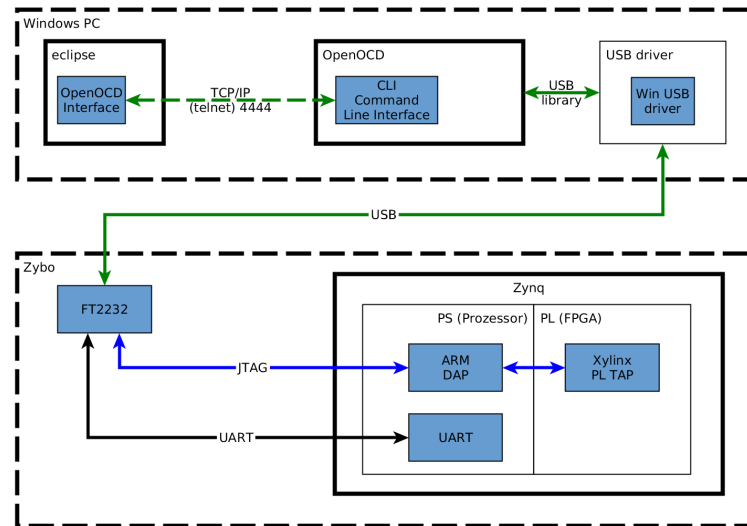 Windows PC
eclipse
OpenOCD
Interface
TCP/IP
(telnet) 4444
OpenOCD
CLI
Command
Line Interface
USB
library
USB driver
Win USB
driver
USB
Zybo
FT2232
Zynq
PS (Prozessor)
PL (FPGA)
JTAG
ARM
DAP
Xylinx
PL TAP
UART
UART